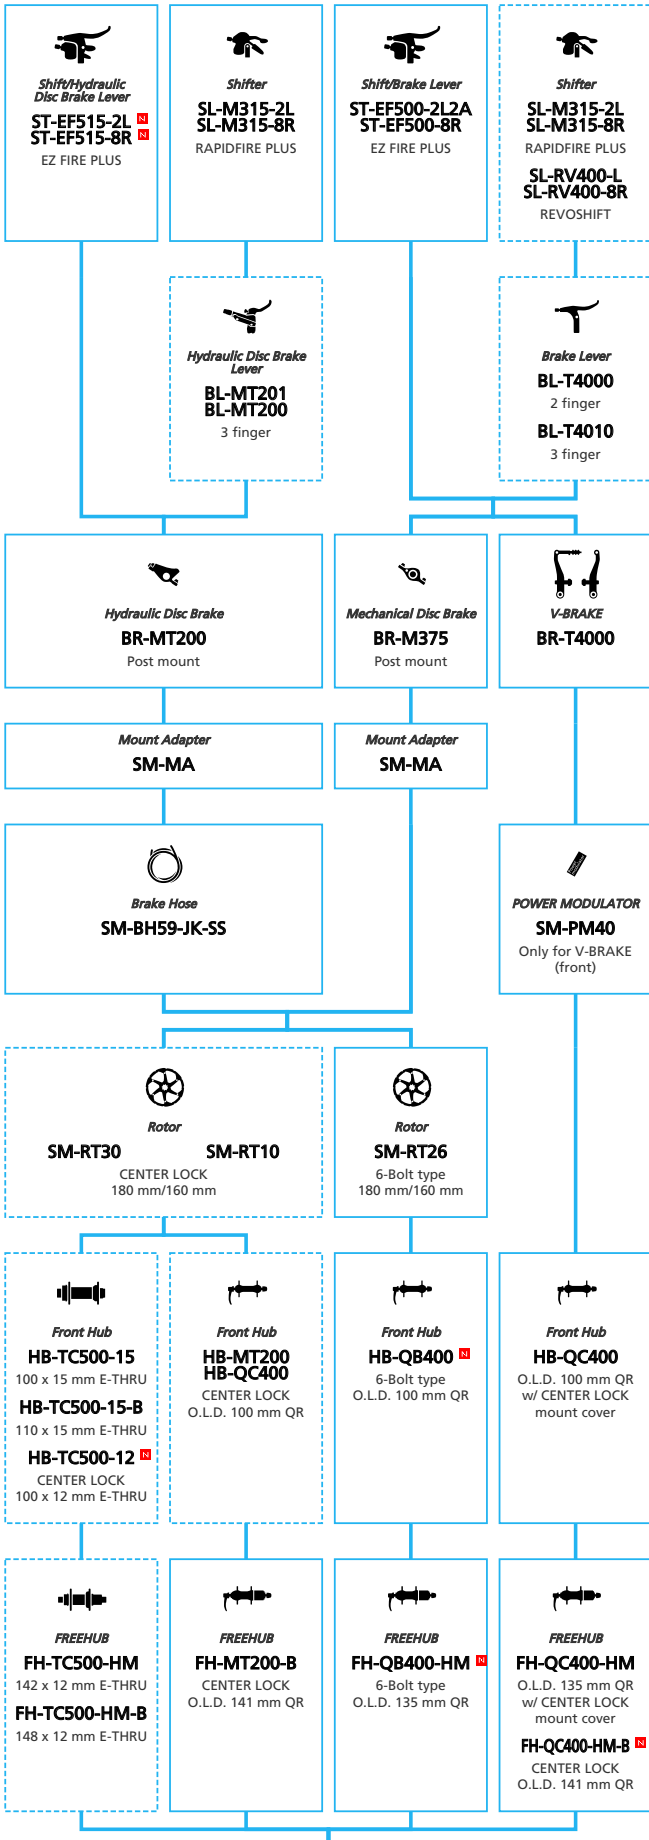 Shift/Hydraulic
Disc Brake Lever
ST-EF515-2L N
ST-EF515-8R N
EZ FIRE PLUS
Shifter
SL-M315-2L
SL-M315-8R
RAPIDFIRE PLUS
Shift/Brake Lever
ST-EF500-2L2A
ST-EF500-8R
EZ FIRE PLUS
Shifter
SL-M315-2L
SL-M315-8R
RAPIDFIRE PLUS
SL-RV400-L
SL-RV400-8R
REVOSHIFT
Hydraulic Disc Brake
Lever
BL-MT201
BL-MT200
3 finger
Brake Lever
BL-T4000
2 finger
BL-T4010
3 finger
Hydraulic Disc Brake
BR-MT200
Post mount
Mechanical Disc Brake
BR-M375
Post mount
V-BRAKE
BR-T4000
Mount Adapter
SM-MA
Mount Adapter
SM-MA
Brake Hose
SM-BH59-JK-SS
POWER MODULATOR
SM-PM40
Only for V-BRAKE
(front)
Rotor
SM-RT30 SM-RT10
CENTER LOCK
180 mm/160 mm
Rotor
SM-RT26
6-Bolt type
180 mm/160 mm
Front Hub
HB-TC500-15
100 x 15 mm E-THRU
HB-TC500-15-B
110 x 15 mm E-THRU
HB-TC500-12 N
CENTER LOCK
100 x 12 mm E-THRU
Front Hub
HB-MT200
HB-QC400
CENTER LOCK
O.L.D. 100 mm QR
Front Hub
HB-QB400 N
6-Bolt type
O.L.D. 100 mm QR
Front Hub
HB-QC400
O.L.D. 100 mm QR
w/ CENTER LOCK
mount cover
FREEHUB
FH-TC500-HM
142 x 12 mm E-THRU
FH-TC500-HM-B
148 x 12 mm E-THRU
FREEHUB
FH-MT200-B
CENTER LOCK
O.L.D. 141 mm QR
FREEHUB
FH-QB400-HM N
6-Bolt type
O.L.D. 135 mm QR
FREEHUB
FH-QC400-HM
O.L.D. 135 mm QR
w/ CENTER LOCK
mount cover
FH-QC400-HM-B N
CENTER LOCK
O.L.D. 141 mm QR